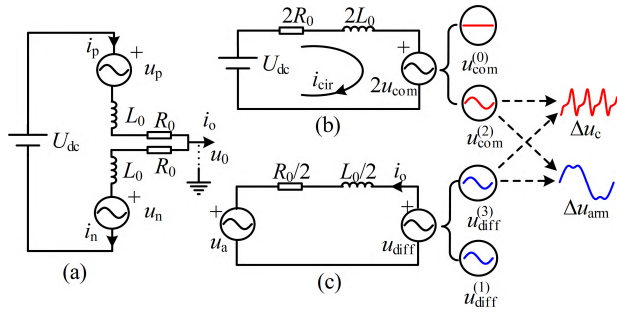 i_p
+
u_p
L_0
R_0
i_o
U_dc
u_0
L_0
R_0
+
i_n
u_n
(a)
2R_0
2L_0
+
U_dc
i_cir
2u_com
(b)
u_com^(0)
u_com^(2)
Δu_c
R_0/2
L_0/2
i_o
+
+
u_a
u_diff
(c)
u_diff^(3)
Δu_arm
u_diff^(1)